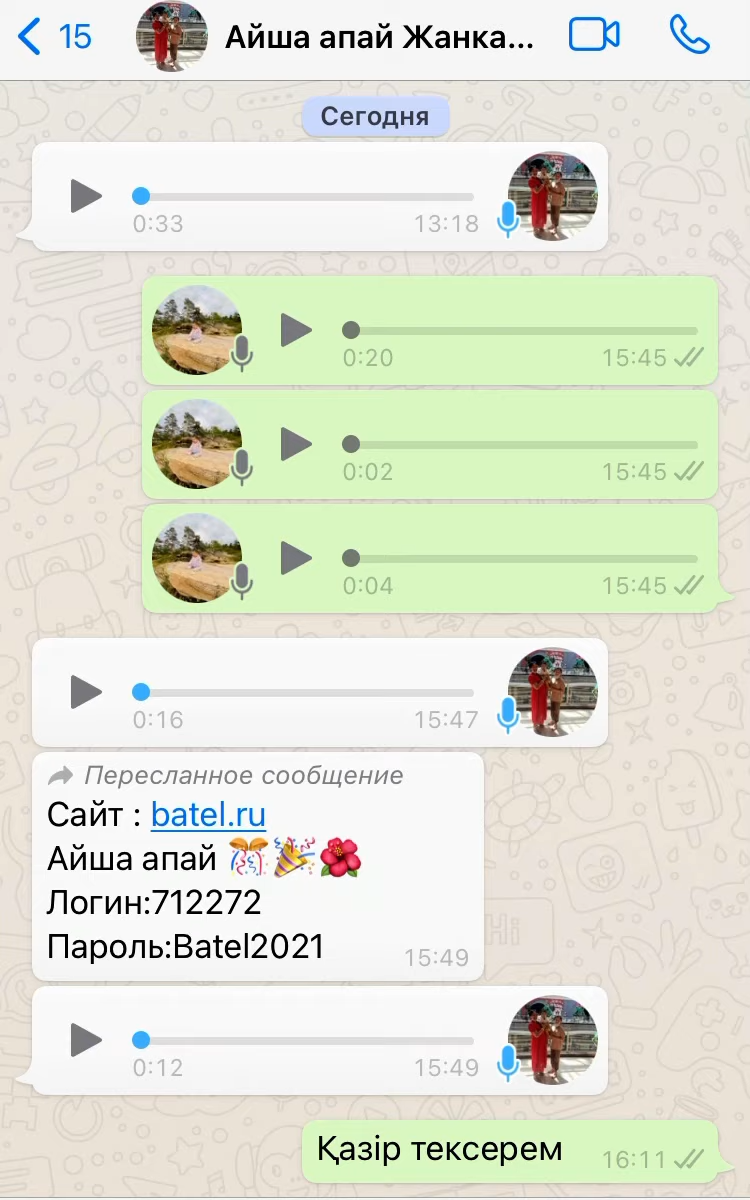 15
Айша апай Жанка...
Сегодня
0:33 13:18
0:20 15:45
0:02 15:45
0:04 15:45
0:16 15:47
Пересланное сообщение
Сайт : batel.ru
Айша апай 🎊🎉🌺
Логин:712272
Пароль:Batel2021
15:49
0:12 15:49
Қазір тексерем 16:11